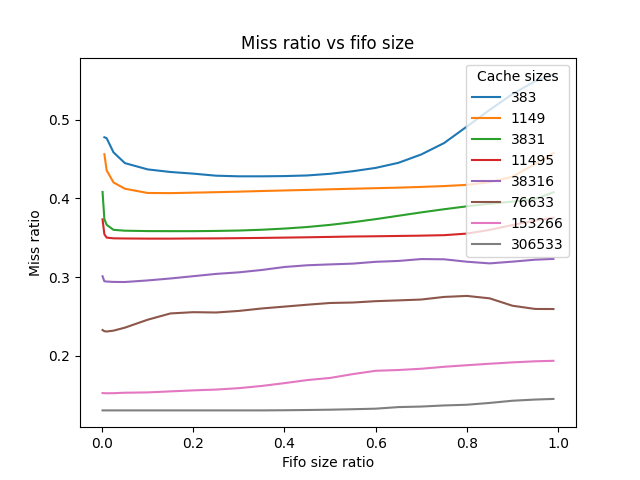 Miss ratio vs fifo size
Cache sizes
383
1149
3831
11495
38316
76633
153266
306533
Miss ratio
0.5
0.4
0.3
0.2
0.0 0.2 0.4 0.6 0.8 1.0
Fifo size ratio